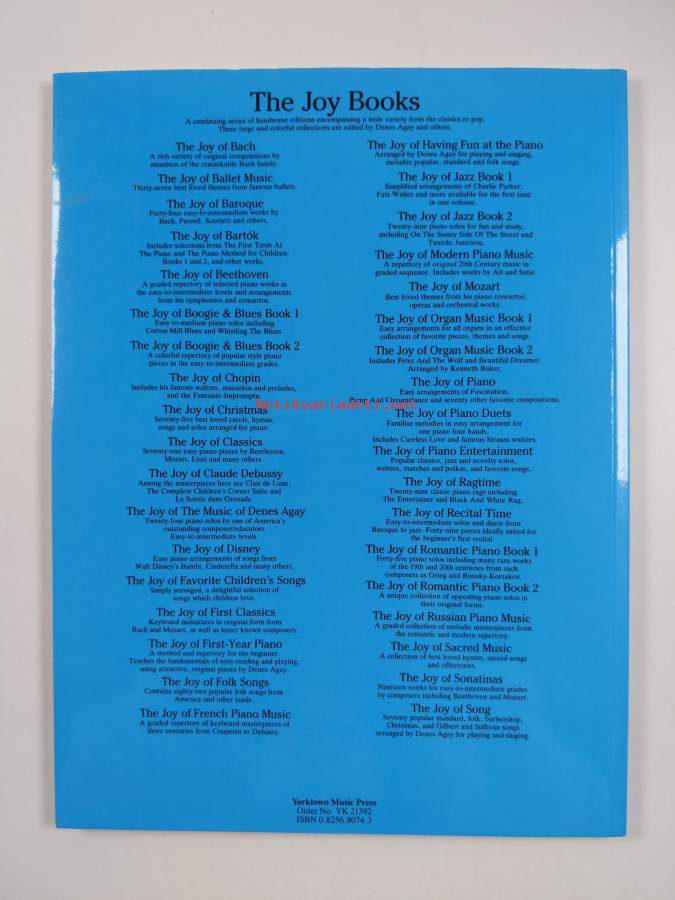 The Joy Books
A continuing series of handsome editions encompassing a wide variety from the classics to pop.
These large and colorful collections are edited by Denes Agay and others.
The Joy of Bach
A rich variety of original compositions by
members of the remarkable Bach family.
The Joy of Ballet Music
Thirty-seven best loved themes from famous ballets.
The Joy of Baroque
Forty-four easy-to-intermediate works by
Bach, Purcell, Scarlatti and others.
The Joy of Bartók
Includes selections from The First Term At
The Piano and The Piano Method for Children.
Books 1 and 2, and other works.
The Joy of Beethoven
A graded repertory of selected piano works in
the easy-to-intermediate levels and arrangements
from his symphonies and concertos.
The Joy of Boogie & Blues Book 1
Easy-to-medium piano solos including
Cotton Mill Blues and Whistling The Blues.
The Joy of Boogie & Blues Book 2
A colorful repertory of popular style piano
pieces in the easy-to-intermediate grades.
The Joy of Chopin
Includes his famous waltzes, mazurkas and preludes,
and the Fantaisie-Impromptu.
The Joy of Christmas
Seventy-five best loved carols, hymns,
songs and solos arranged for piano.
The Joy of Classics
Seventy-one easy piano pieces by Beethoven,
Mozart, Liszt and many others.
The Joy of Claude Debussy
Among the masterpieces here are Clair de Lune,
The Complete Children's Corner Suite and
La Soirée dans Grenade.
The Joy of The Music of Denes Agay
Twenty-four piano solos by one of America's
outstanding composer/educators.
Easy-to-intermediate levels
The Joy of Disney
Easy piano arrangements of songs from
Walt Disney's Bambi, Cinderella and many others.
The Joy of Favorite Children's Songs
Simply arranged, a delightful selection of
songs which children love.
The Joy of First Classics
Keyboard miniatures in original form from
Bach and Mozart, as well as lesser known composers.
The Joy of First-Year Piano
A method and repertory for the beginner.
Teaches the fundamentals of note-reading and playing,
using attractive, original pieces by Denes Agay.
The Joy of Folk Songs
Contains eighty-two popular folk songs from
America and other lands.
The Joy of French Piano Music
A graded repertory of keyboard masterpieces of
three centuries from Couperin to Debussy.
The Joy of Having Fun at the Piano
Arranged by Denes Agay for playing and singing,
includes popular, standard and folk songs.
The Joy of Jazz Book 1
Simplified arrangements of Charlie Parker,
Fats Waller and more available for the first time
in one volume.
The Joy of Jazz Book 2
Twenty-nine piano solos for fun and study,
including On The Sunny Side Of The Street and
Tuxedo Junction.
The Joy of Modern Piano Music
A repertory of original 20th Century music in
graded sequence. Includes works by Alt and Satie.
The Joy of Mozart
Best loved themes from his piano concertos,
operas and orchestral works.
The Joy of Organ Music Book 1
Easy arrangements for all organs in an effective
collection of favorite pieces, themes and songs.
The Joy of Organ Music Book 2
Includes Peter And The Wolf and Beautiful Dreamer.
Arranged by Kenneth Baker.
The Joy of Piano
Easy arrangements of Fascination,
Pomp And Circumstance and seventy other favorite compositions.
The Joy of Piano Duets
Familiar melodies in easy arrangement for
one piano four hands.
Includes Careless Love and famous Strauss waltzes.
The Joy of Piano Entertainment
Popular classics, jazz and novelty solos,
waltzes, marches and polkas, and favorite songs.
The Joy of Ragtime
Twenty-nine classic piano rags including
The Entertainer and Black And White Rag.
The Joy of Recital Time
Easy-to-intermediate solos and duets from
Baroque to jazz. Forty-nine pieces ideally suited for
the beginner's first recital.
The Joy of Romantic Piano Book 1
Forty-five piano solos including many rare works
of the 19th and 20th centuries from such
composers as Grieg and Rimsky-Korsakov.
The Joy of Romantic Piano Book 2
A unique collection of appealing piano solos in
their original forms.
The Joy of Russian Piano Music
A graded collection of melodic masterpieces from
the romantic and modern repertory.
The Joy of Sacred Music
A collection of best loved hymns, sacred songs
and offertories.
The Joy of Sonatinas
Nineteen works for easy-to-intermediate grades
by composers including Beethoven and Mozart.
The Joy of Song
Seventy popular standard, folk, barbershop,
Christmas, and Gilbert and Sullivan songs
arranged by Denes Agay for playing and singing.
Antikvariaatti.net
Yorktown Music Press
Order No. YK 21392
ISBN 0.8256.8074.3